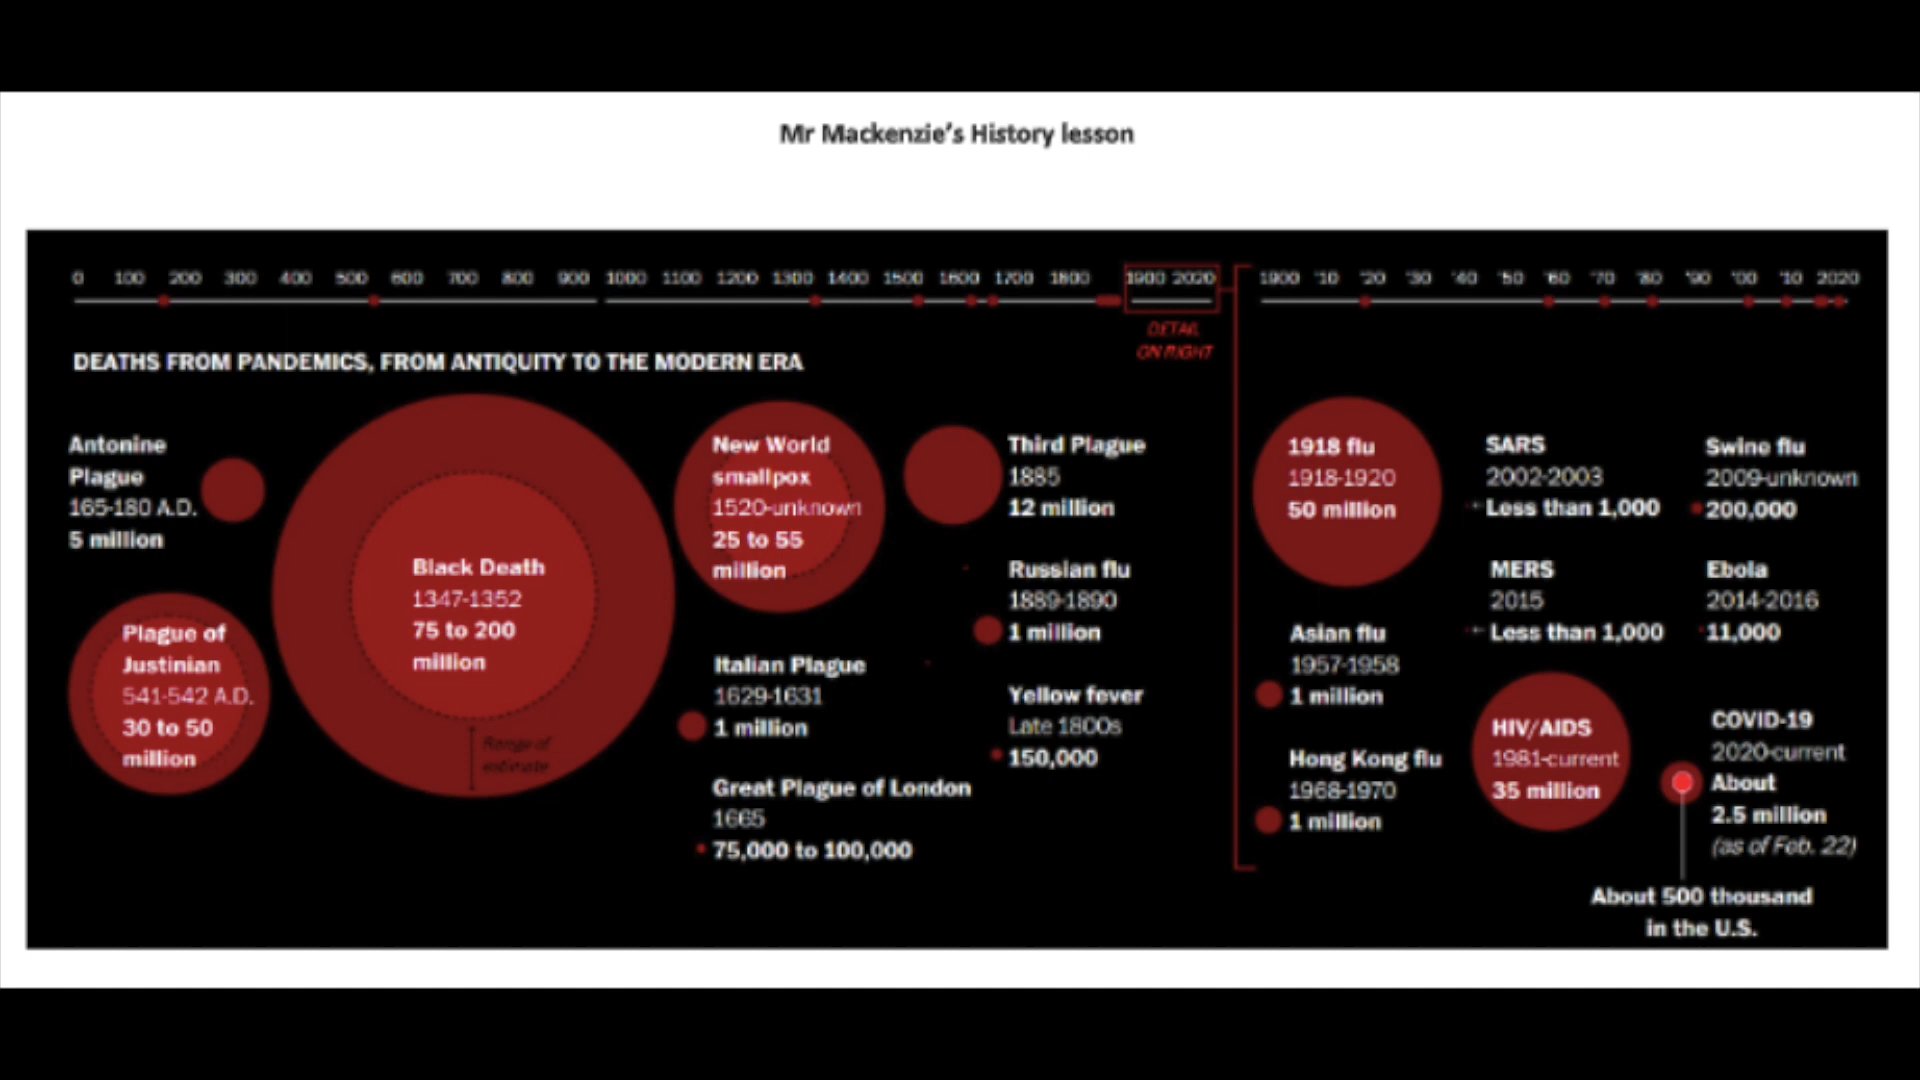 Mr Mackenzie's History lesson
0 100 200 300 400 500 600 700 800 900 1000 1100 1200 1300 1400 1500 1600 1700 1800 1900 2020
1900 '10 '20 '30 '40 '50 '60 '70 '80 '90 '00 '10 2020
DETAIL
ON RIGHT
DEATHS FROM PANDEMICS, FROM ANTIQUITY TO THE MODERN ERA
Antonine
Plague
165-180 A.D.
5 million
Plague of
Justinian
541-542 A.D.
30 to 50
million
Black Death
1347-1352
75 to 200
million
Range of
estimate
New World
smallpox
1520-unknown
25 to 55
million
Italian Plague
1629-1631
1 million
Great Plague of London
1665
75,000 to 100,000
Third Plague
1885
12 million
Russian flu
1889-1890
1 million
Yellow fever
Late 1800s
150,000
1918 flu
1918-1920
50 million
Asian flu
1957-1958
1 million
Hong Kong flu
1968-1970
1 million
SARS
2002-2003
Less than 1,000
MERS
2015
Less than 1,000
HIV/AIDS
1981-current
35 million
Swine flu
2009-unknown
200,000
Ebola
2014-2016
11,000
COVID-19
2020-current
About
2.5 million
(as of Feb. 22)
About 500 thousand
in the U.S.